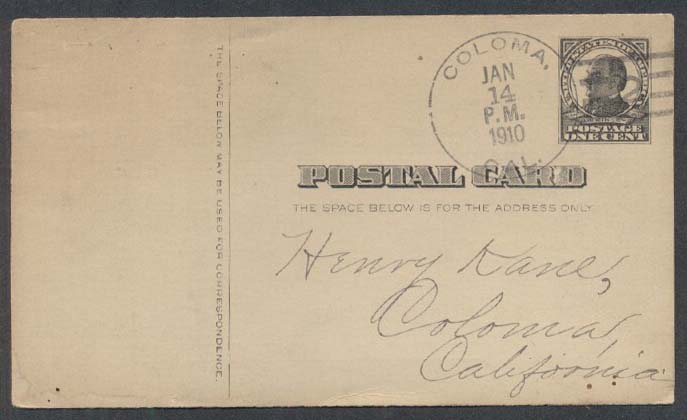 COLOMA,
JAN
14
P.M.
1910
CAL.
POSTAGE
ONE CENT
POSTAL CARD
THE SPACE BELOW IS FOR THE ADDRESS ONLY.
THE SPACE BELOW MAY BE USED FOR CORRESPONDENCE.
Henry Kane,
Coloma,
California